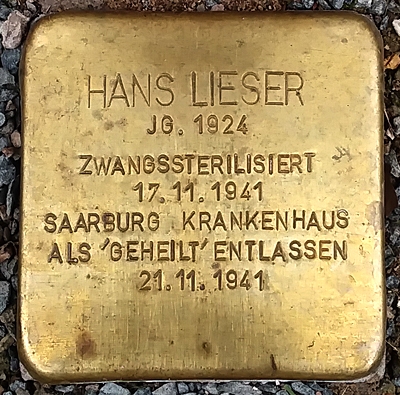 HANS LIESER
JG. 1924
ZWANGSSTERILISIERT
17.11.1941
SAARBURG KRANKENHAUS
ALS 'GEHEILT' ENTLASSEN
21.11.1941